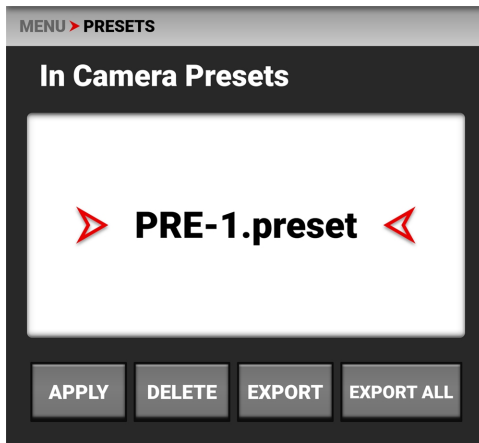 MENU > PRESETS
In Camera Presets
PRE-1.preset
APPLY DELETE EXPORT EXPORT ALL